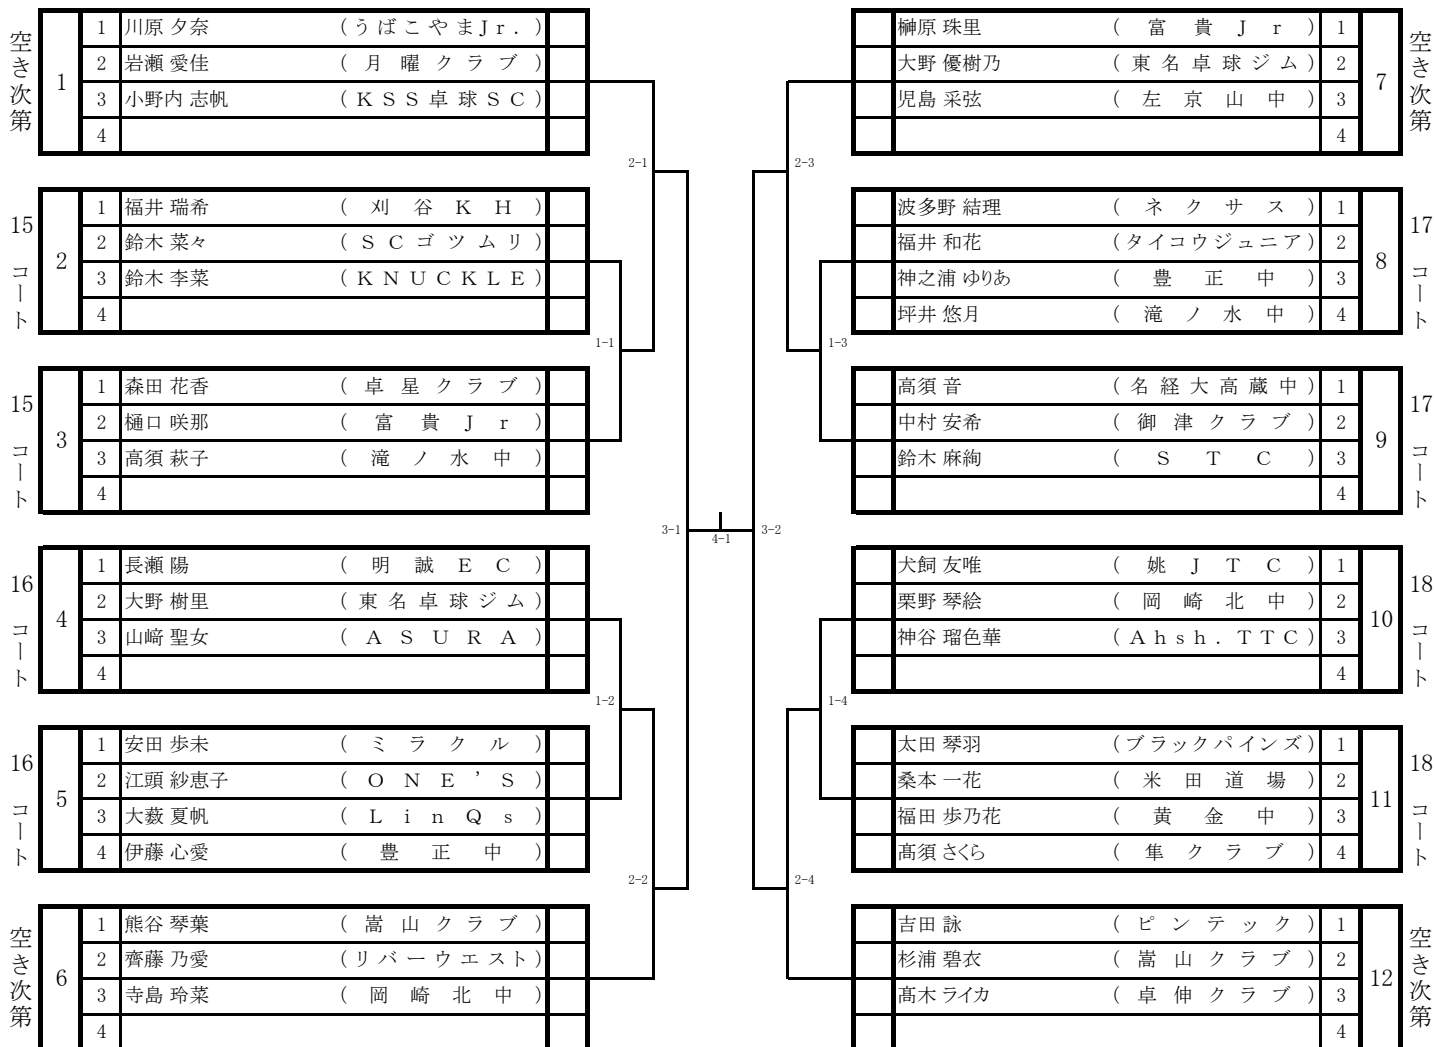 空き次第
1
1 川原 夕奈 (うばこやまJr.)
2 岩瀬 愛佳 (月曜クラブ)
3 小野内 志帆 (KSS卓球SC)
4
15コート
2
1 福井 瑞希 (刈谷KH)
2 鈴木 菜々 (SCゴツムリ)
3 鈴木 李菜 (KNUCKLE)
4
15コート
3
1 森田 花香 (卓星クラブ)
2 樋口 咲那 (富貴Jr)
3 高須 萩子 (滝ノ水中)
4
16コート
4
1 長瀬 陽 (明誠EC)
2 大野 樹里 (東名卓球ジム)
3 山﨑 聖女 (ASURA)
4
16コート
5
1 安田 歩未 (ミラクル)
2 江頭 紗恵子 (ONE'S)
3 大薮 夏帆 (LinQs)
4 伊藤 心愛 (豊正中)
空き次第
6
1 熊谷 琴葉 (嵩山クラブ)
2 齊藤 乃愛 (リバーウエスト)
3 寺島 玲菜 (岡崎北中)
4
2-1
1-1
3-1
1-2
2-2
4-1
2-3
1-3
3-2
1-4
2-4
榊原 珠里 (富貴Jr) 1
大野 優樹乃 (東名卓球ジム) 2
児島 采弦 (左京山中) 3
4
7
空き次第
波多野 結理 (ネクサス) 1
福井 和花 (タイコウジュニア) 2
神之浦 ゆりあ (豊正中) 3
坪井 悠月 (滝ノ水中) 4
8
17コート
高須 音 (名経大高蔵中) 1
中村 安希 (御津クラブ) 2
鈴木 麻絢 (STC) 3
4
9
17コート
犬飼 友唯 (姚JTC) 1
栗野 琴絵 (岡崎北中) 2
神谷 瑠色華 (Ahsh.TTC) 3
4
10
18コート
太田 琴羽 (ブラックパインズ) 1
桑本 一花 (米田道場) 2
福田 歩乃花 (黄金中) 3
髙須 さくら (隼クラブ) 4
11
18コート
吉田 詠 (ピンテック) 1
杉浦 碧衣 (嵩山クラブ) 2
髙木 ライカ (卓伸クラブ) 3
4
12
空き次第